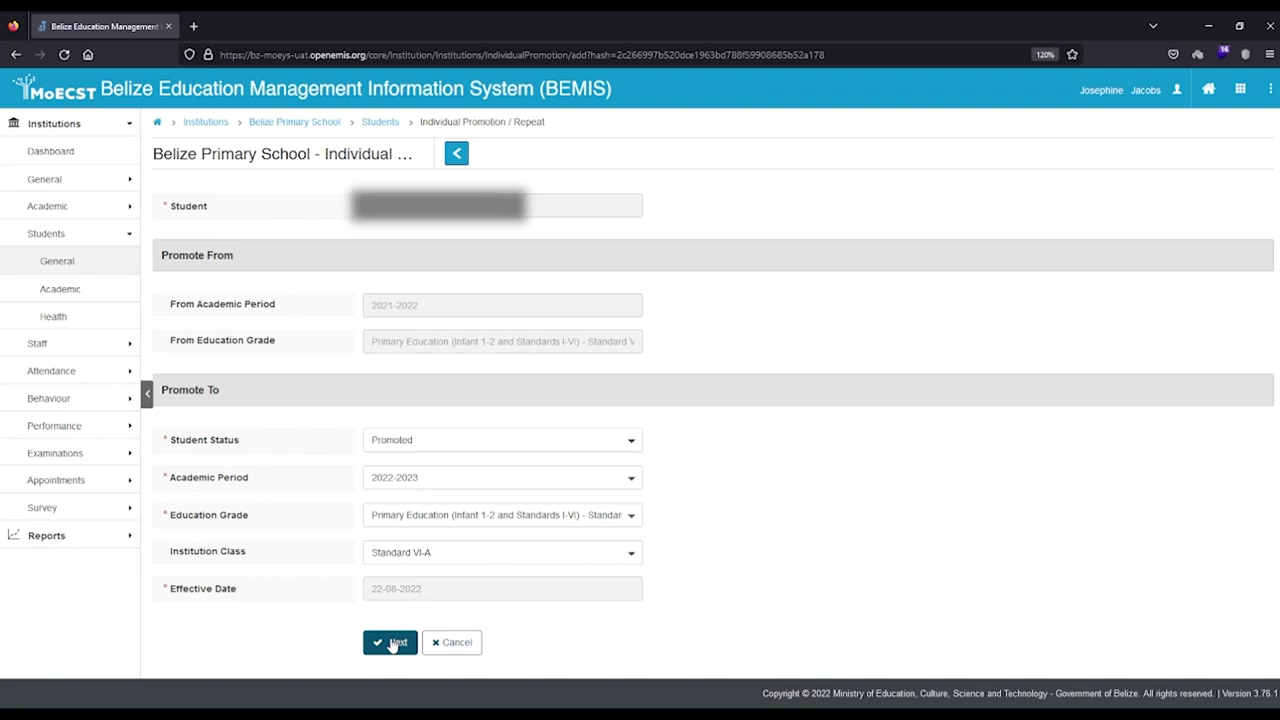 Belize Education Management
https://bz-moeys-uat.openemis.org/core/Institution/Institutions/IndividualPromotion/add?hash=2c266997b520dce1963bd788f59908685b52a178
120%
16
MoECST Belize Education Management Information System (BEMIS)
Josephine Jacobs
Institutions
Dashboard
General
Academic
Students
General
Academic
Health
Staff
Attendance
Behaviour
Performance
Examinations
Appointments
Survey
Reports
Institutions > Belize Primary School > Students > Individual Promotion / Repeat
Belize Primary School - Individual ...
* Student
Promote From
From Academic Period 2021-2022
From Education Grade Primary Education (Infant 1-2 and Standards I-VI) - Standard V
Promote To
* Student Status Promoted
* Academic Period 2022-2023
* Education Grade Primary Education (Infant 1-2 and Standards I-VI) - Standar
Institution Class Standard VI-A
* Effective Date 22-08-2022
Next Cancel
Copyright © 2022 Ministry of Education, Culture, Science and Technology - Government of Belize. All rights reserved. | Version 3.76.1